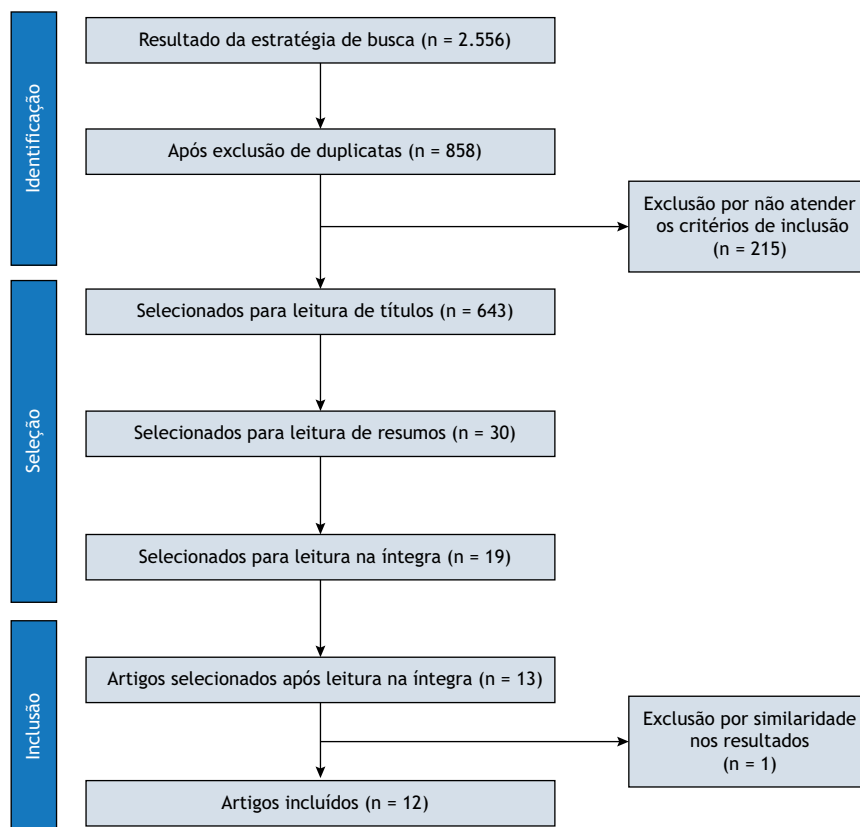 Identificação
Resultado da estratégia de busca (n = 2.556)
Após exclusão de duplicatas (n = 858)
Exclusão por não atender
os critérios de inclusão
(n = 215)
Seleção
Selecionados para leitura de títulos (n = 643)
Selecionados para leitura de resumos (n = 30)
Selecionados para leitura na íntegra (n = 19)
Inclusão
Artigos selecionados após leitura na íntegra (n = 13)
Exclusão por similaridade
nos resultados
(n = 1)
Artigos incluídos (n = 12)